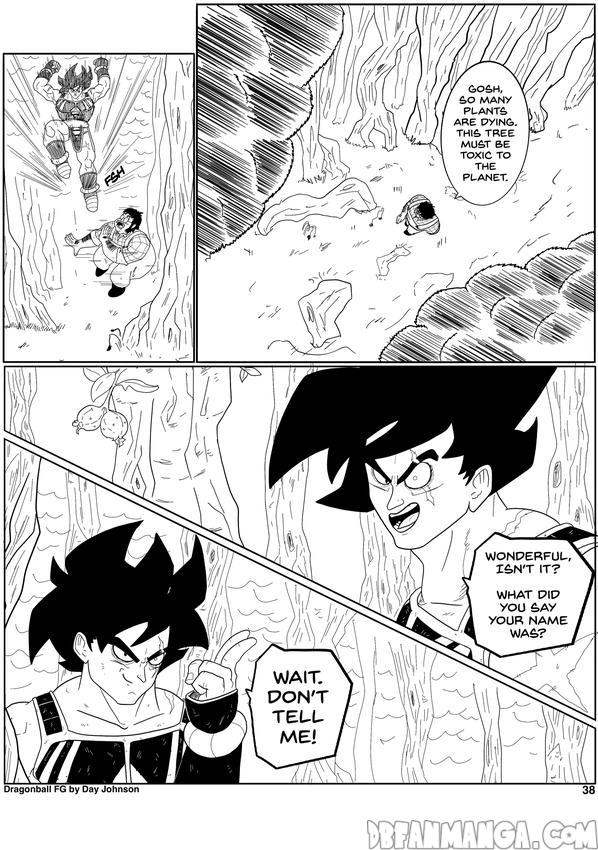 GOSH,
SO MANY
PLANTS
ARE DYING.
THIS TREE
MUST BE
TOXIC TO
THE
PLANET.
FSH
WONDERFUL,
ISN'T IT?
WHAT DID
YOU SAY
YOUR NAME
WAS?
WAIT.
DON'T
TELL
ME!
Dragonball FG by Day Johnson
38
DBFANMANGA.COM